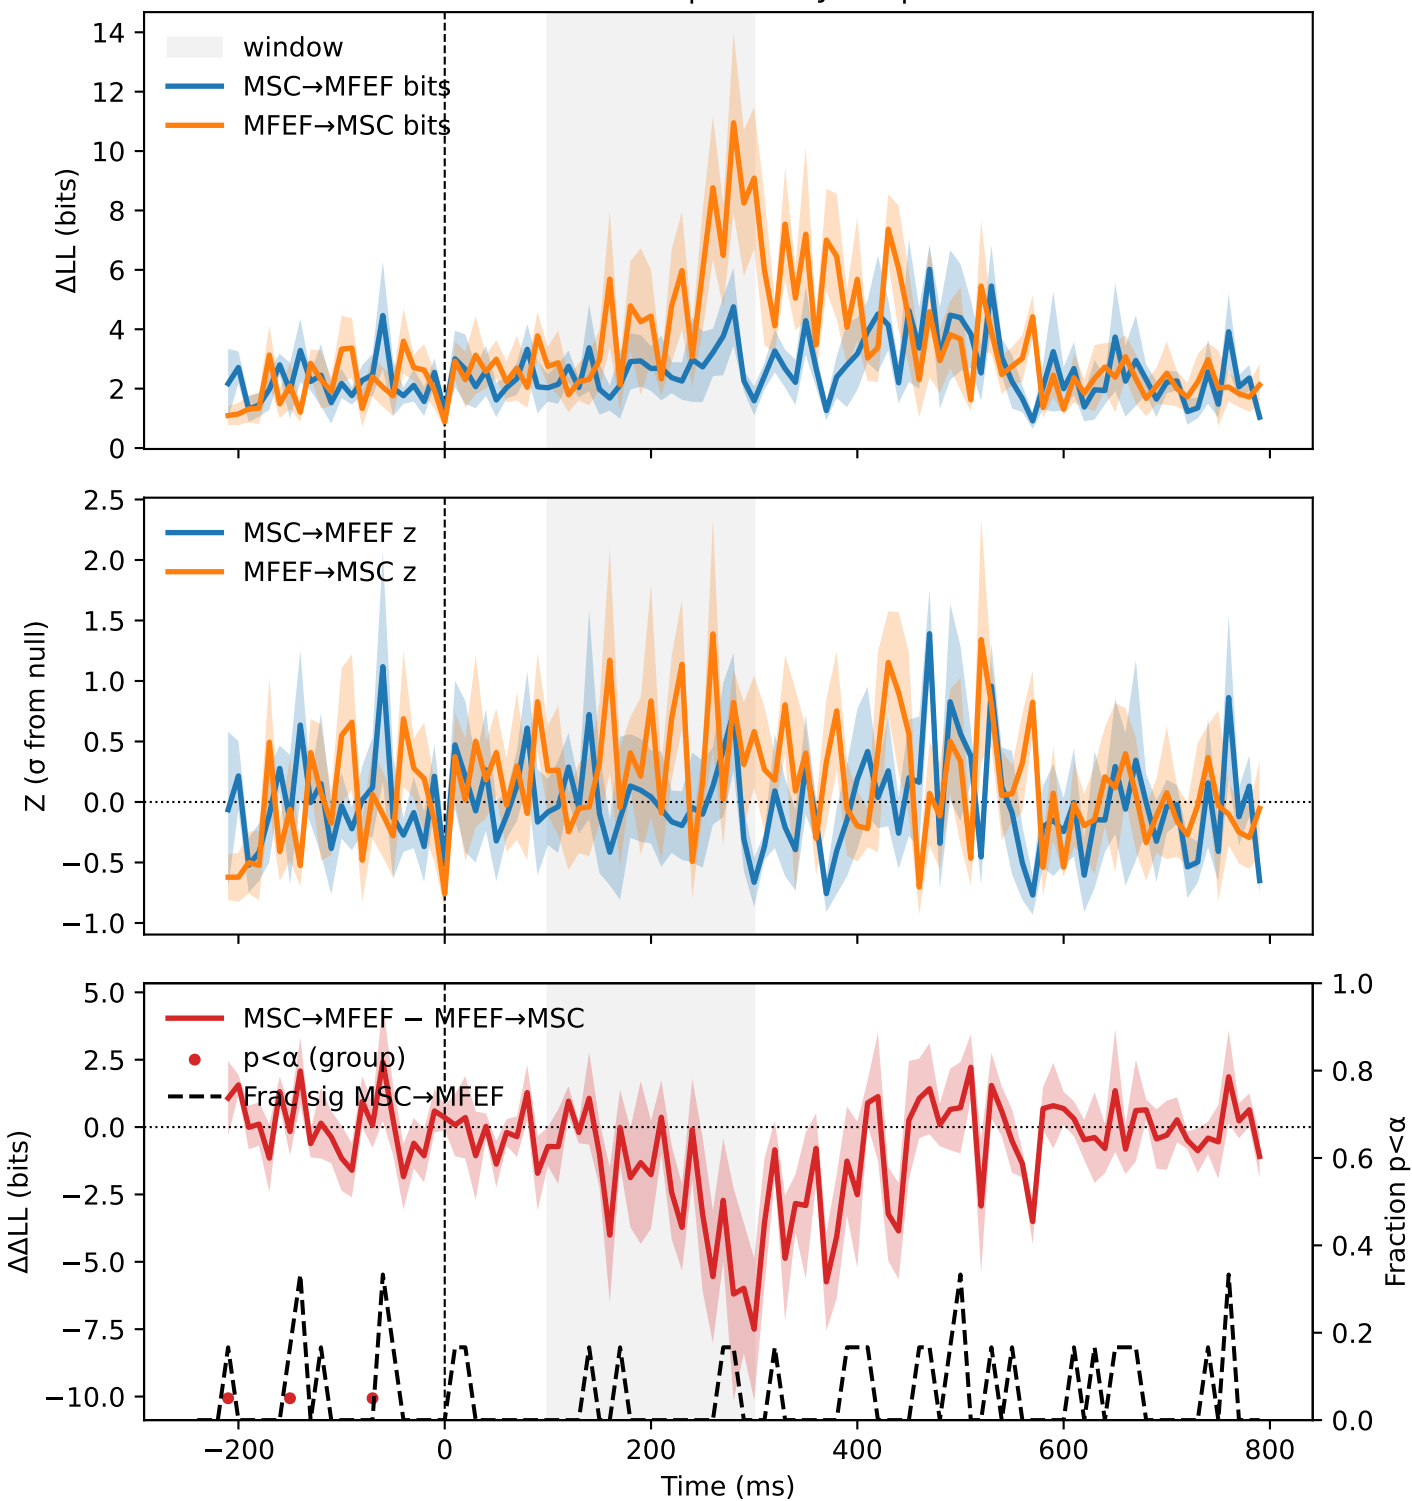 14
12
10
8
6
4
2
0
ΔLL (bits)
window
MSC→MFEF bits
MFEF→MSC bits
2.5
2.0
1.5
1.0
0.5
0.0
−0.5
−1.0
Z (σ from null)
MSC→MFEF z
MFEF→MSC z
5.0
2.5
0.0
−2.5
−5.0
−7.5
−10.0
ΔΔLL (bits)
MSC→MFEF − MFEF→MSC
p<α (group)
Frac sig MSC→MFEF
1.0
0.8
0.6
0.4
0.2
0.0
Fraction p<α
−200 0 200 400 600 800
Time (ms)